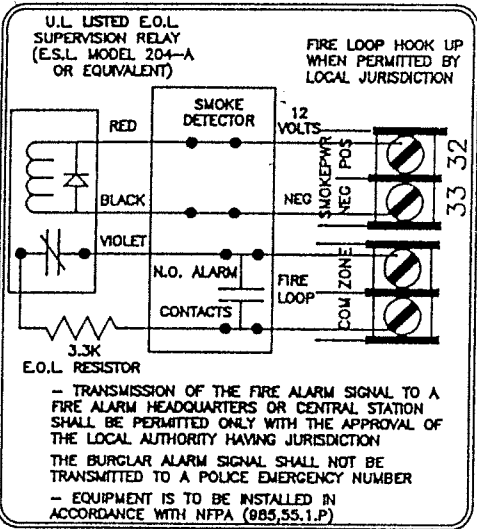 U.L. LISTED E.O.L.
SUPERVISION RELAY
(E.S.L. MODEL 204-A
OR EQUIVALENT)
FIRE LOOP HOOK UP
WHEN PERMITTED BY
LOCAL JURISDICTION
SMOKE
DETECTOR
RED
12
VOLTS
SMOKEPWR
POS
32
BLACK
NEG
NEG
33
VIOLET
N.O. ALARM
CONTACTS
FIRE
LOOP
ZONE
COM
3.3K
E.O.L. RESISTOR
- TRANSMISSION OF THE FIRE ALARM SIGNAL TO A
FIRE ALARM HEADQUARTERS OR CENTRAL STATION
SHALL BE PERMITTED ONLY WITH THE APPROVAL OF
THE LOCAL AUTHORITY HAVING JURISDICTION
THE BURGLAR ALARM SIGNAL SHALL NOT BE
TRANSMITTED TO A POLICE EMERGENCY NUMBER
- EQUIPMENT IS TO BE INSTALLED IN
ACCORDANCE WITH NFPA (985,55.1.P)